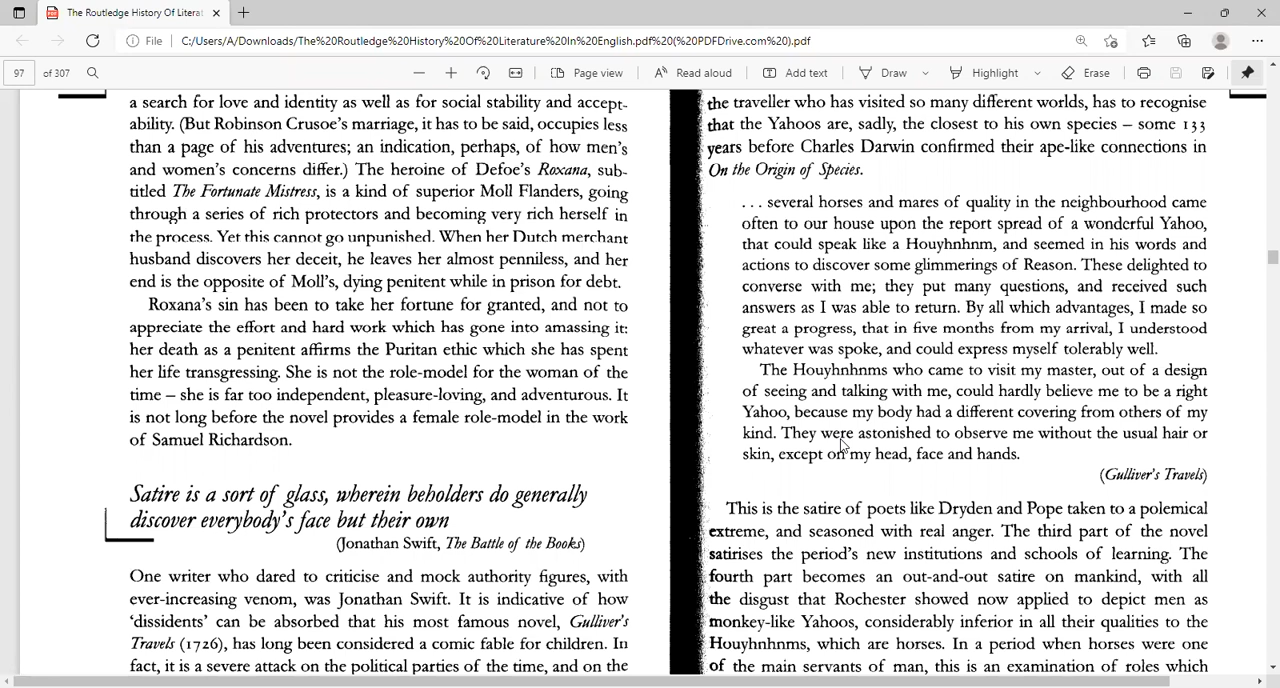 The Routledge History Of Literat
File
C:/Users/A/Downloads/The%20Routledge%20History%20Of%20Literature%20In%20English.pdf%20(%20PDFDrive.com%20).pdf
97 of 307
Page view
Read aloud
Add text
Draw
Highlight
Erase
a search for love and identity as well as for social stability and accept-
ability. (But Robinson Crusoe's marriage, it has to be said, occupies less
than a page of his adventures; an indication, perhaps, of how men's
and women's concerns differ.) The heroine of Defoe's Roxana, sub-
titled The Fortunate Mistress, is a kind of superior Moll Flanders, going
through a series of rich protectors and becoming very rich herself in
the process. Yet this cannot go unpunished. When her Dutch merchant
husband discovers her deceit, he leaves her almost penniless, and her
end is the opposite of Moll's, dying penitent while in prison for debt.
Roxana's sin has been to take her fortune for granted, and not to
appreciate the effort and hard work which has gone into amassing it:
her death as a penitent affirms the Puritan ethic which she has spent
her life transgressing. She is not the role-model for the woman of the
time – she is far too independent, pleasure-loving, and adventurous. It
is not long before the novel provides a female role-model in the work
of Samuel Richardson.
Satire is a sort of glass, wherein beholders do generally
discover everybody's face but their own
(Jonathan Swift, The Battle of the Books)
One writer who dared to criticise and mock authority figures, with
ever-increasing venom, was Jonathan Swift. It is indicative of how
'dissidents' can be absorbed that his most famous novel, Gulliver's
Travels (1726), has long been considered a comic fable for children. In
fact, it is a severe attack on the political parties of the time, and on the
the traveller who has visited so many different worlds, has to recognise
that the Yahoos are, sadly, the closest to his own species – some 133
years before Charles Darwin confirmed their ape-like connections in
On the Origin of Species.
. . . several horses and mares of quality in the neighbourhood came
often to our house upon the report spread of a wonderful Yahoo,
that could speak like a Houyhnhnm, and seemed in his words and
actions to discover some glimmerings of Reason. These delighted to
converse with me; they put many questions, and received such
answers as I was able to return. By all which advantages, I made so
great a progress, that in five months from my arrival, I understood
whatever was spoke, and could express myself tolerably well.
The Houyhnhnms who came to visit my master, out of a design
of seeing and talking with me, could hardly believe me to be a right
Yahoo, because my body had a different covering from others of my
kind. They were astonished to observe me without the usual hair or
skin, except on my head, face and hands.
(Gulliver's Travels)
This is the satire of poets like Dryden and Pope taken to a polemical
extreme, and seasoned with real anger. The third part of the novel
satirises the period's new institutions and schools of learning. The
fourth part becomes an out-and-out satire on mankind, with all
the disgust that Rochester showed now applied to depict men as
monkey-like Yahoos, considerably inferior in all their qualities to the
Houyhnhnms, which are horses. In a period when horses were one
of the main servants of man, this is an examination of roles which